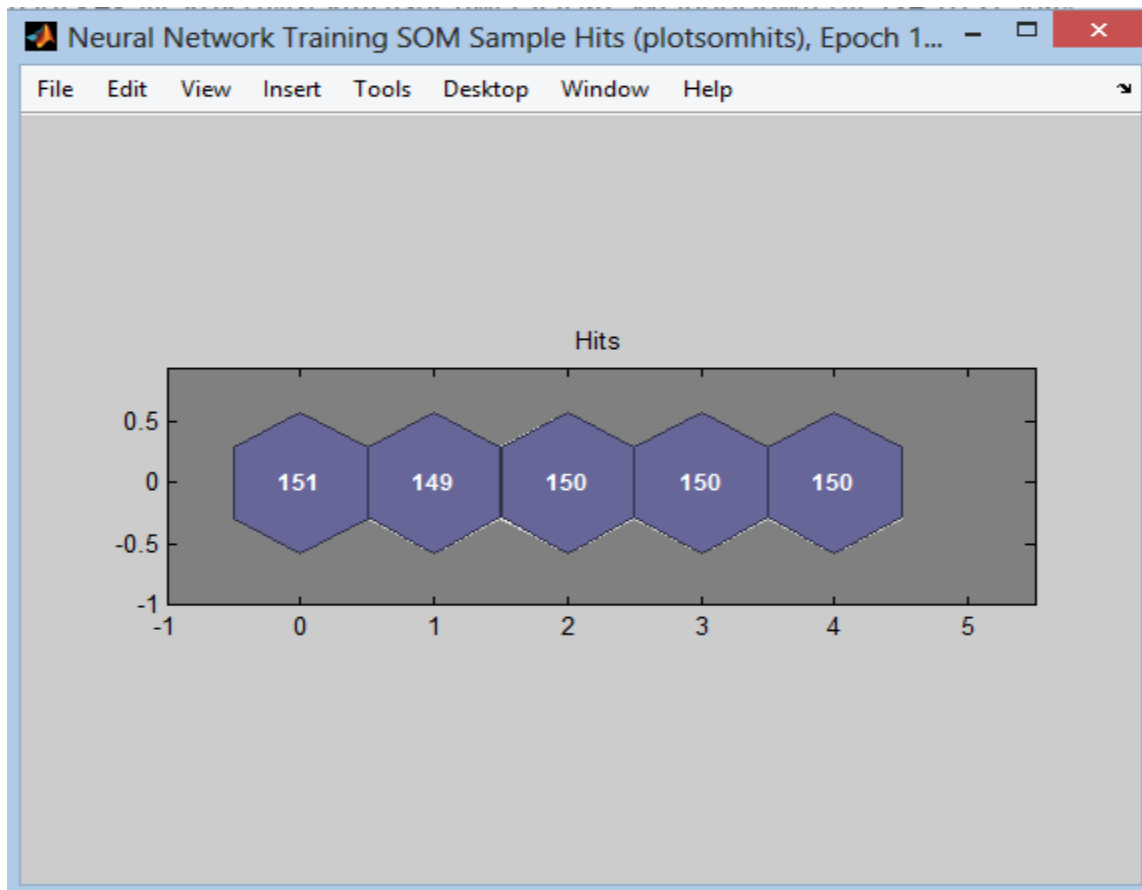 Neural Network Training SOM Sample Hits (plotsomhits), Epoch 1...
File Edit View Insert Tools Desktop Window Help
Hits
0.5
151 149 150 150 150
0
-0.5
-1
-1 0 1 2 3 4 5